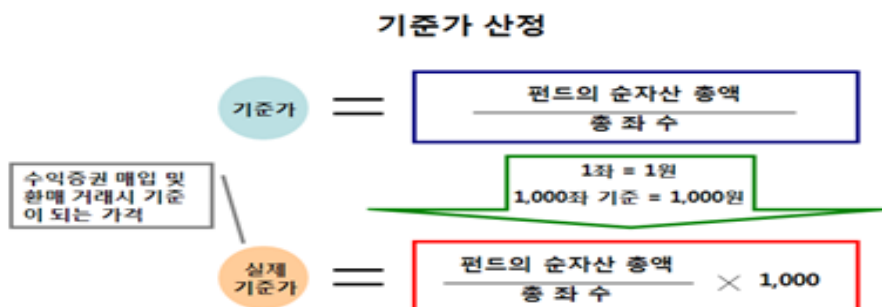 기준가 산정
기준가
=
펀드의 순자산 총액
총 좌 수
1좌 = 1원
1,000좌 기준 = 1,000원
수익증권 매입 및
환매 거래시 기준
이 되는 가격
실제
기준가
=
펀드의 순자산 총액
총 좌 수
× 1,000